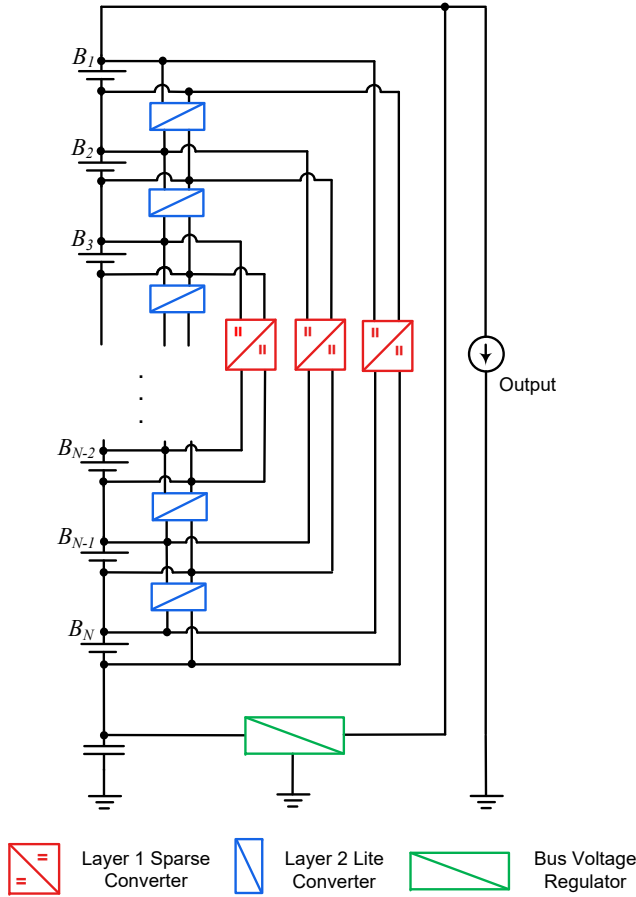 B1
B2
B3
Output
BN-2
BN-1
BN
Layer 1 Sparse
Converter
Layer 2 Lite
Converter
Bus Voltage
Regulator